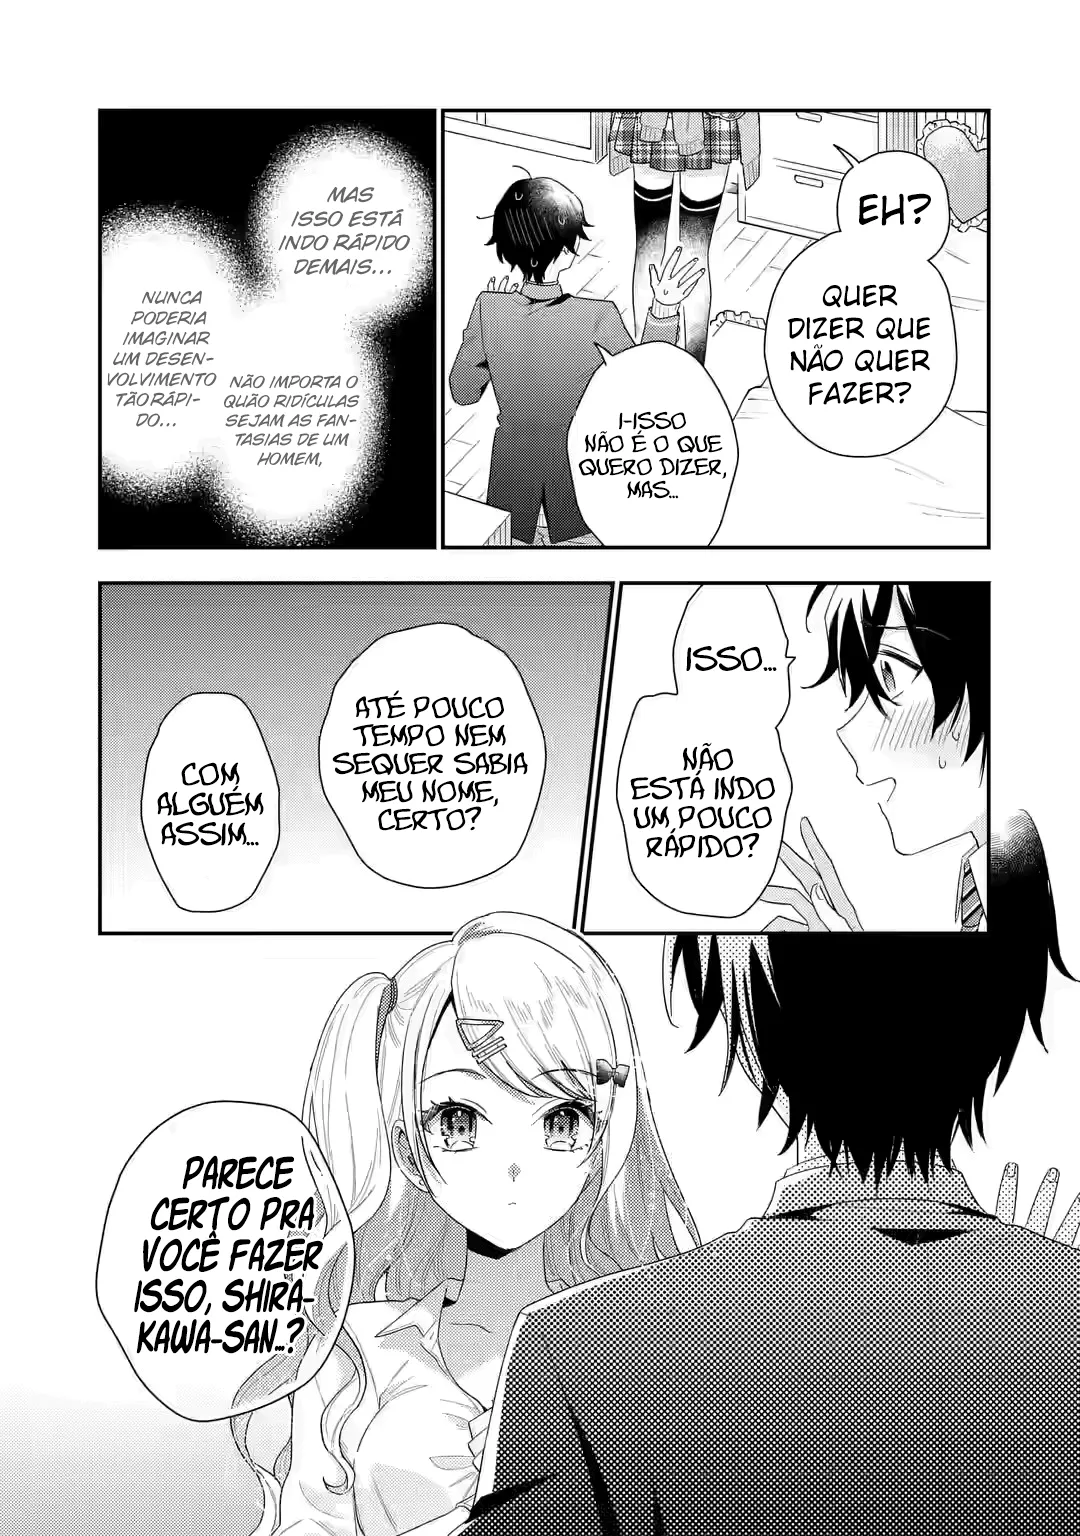 EH?
QUER
DIZER QUE
NÃO QUER
FAZER?
I-ISSO
NÃO É O QUE
QUERO DIZER,
MAS...
MAS
ISSO ESTÁ
INDO RÁPIDO
DEMAIS...
NÃO IMPORTA O
QUÃO RIDÍCULAS
SEJAM AS FAN-
TASIAS DE UM
HOMEM,
NUNCA
PODERIA
IMAGINAR
UM DESEN-
VOLVIMENTO
TÃO RÁPI-
DO...
ISSO...
NÃO
ESTÁ INDO
UM POUCO
RÁPIDO?
ATÉ POUCO
TEMPO NEM
SEQUER SABIA
MEU NOME,
CERTO?
COM
ALGUÉM
ASSIM...
PARECE
CERTO PRA
VOCÊ FAZER
ISSO, SHIRA-
KAWA-SAN...?